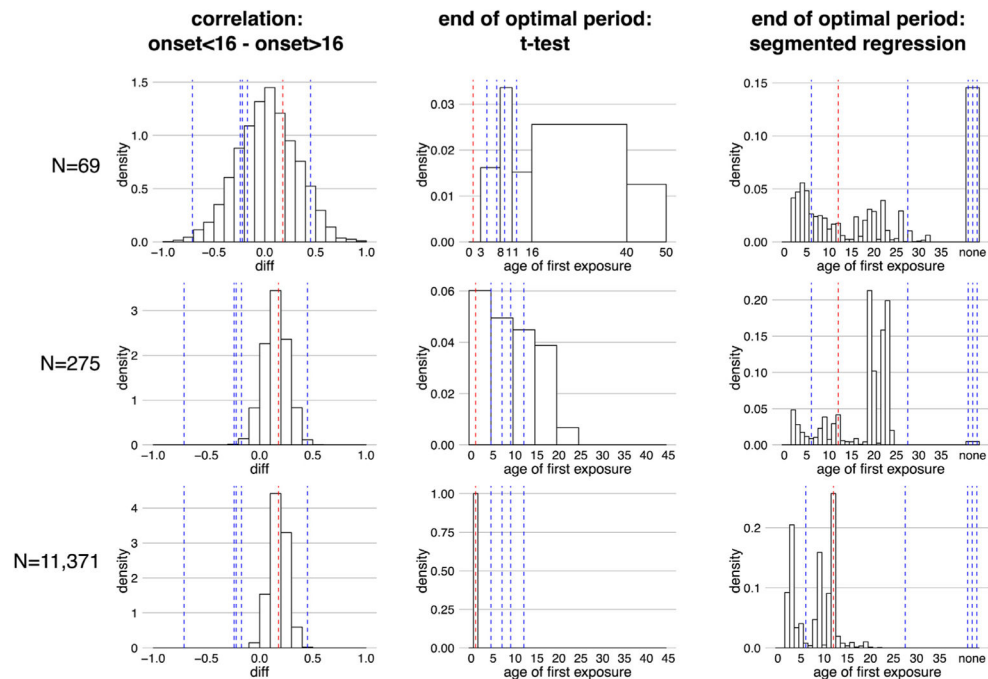 correlation:
onset<16 - onset>16
end of optimal period:
t-test
end of optimal period:
segmented regression
N=69
density
1.5
1.0
0.5
0.0
-1.0 -0.5 0.0 0.5 1.0
diff
density
0.03
0.02
0.01
0.00
0 3 8 11 16 40 50
age of first exposure
density
0.15
0.10
0.05
0.00
0 5 10 15 20 25 35 none
age of first exposure
N=275
density
3
2
1
0
-1.0 -0.5 0.0 0.5 1.0
diff
density
0.06
0.04
0.02
0.00
0 5 10 15 20 25 30 35 40 45
age of first exposure
density
0.20
0.15
0.10
0.05
0.00
0 5 10 15 20 25 35 none
age of first exposure
N=11,371
density
4
3
2
1
0
-1.0 -0.5 0.0 0.5 1.0
diff
density
1.00
0.75
0.50
0.25
0.00
0 5 10 15 20 25 30 35 40 45
age of first exposure
density
0.2
0.1
0.0
0 5 10 15 20 25 35 none
age of first exposure